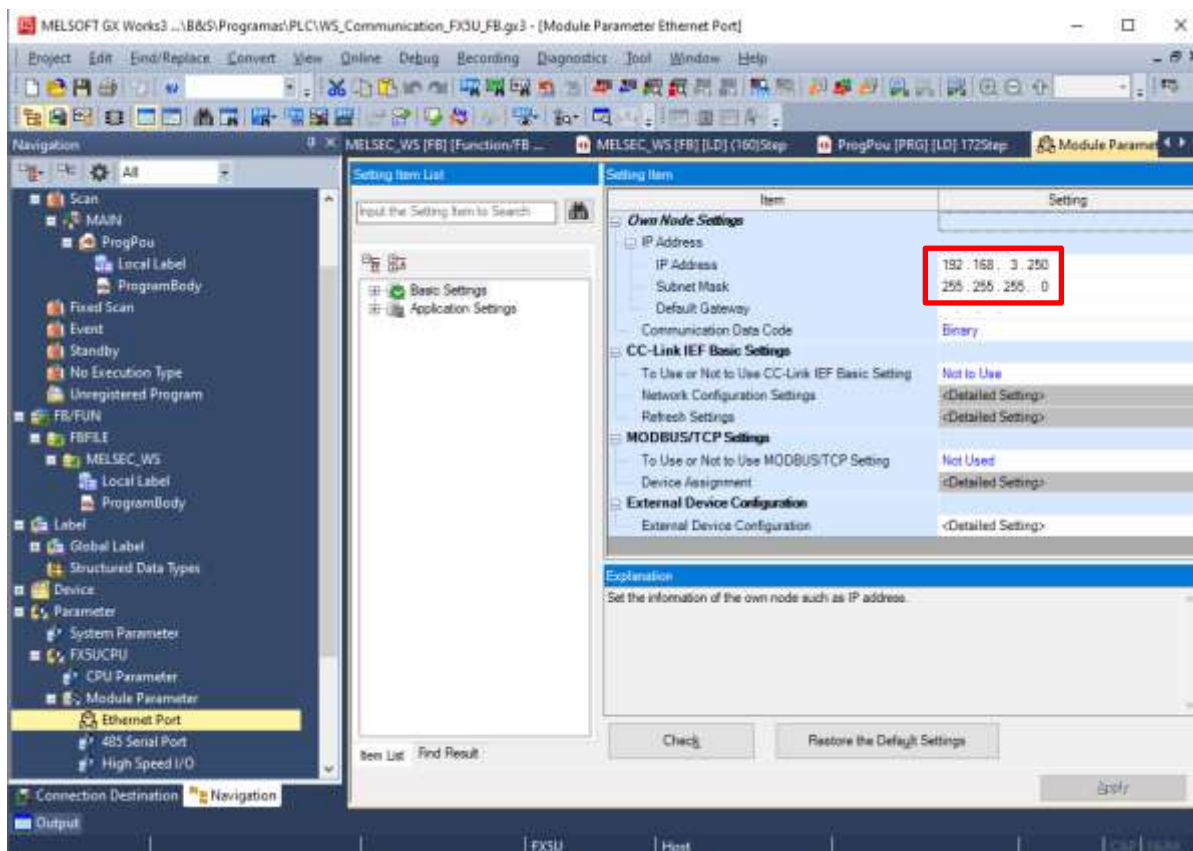 MELSOFT GX Works3 ...\B&S\Programas\PLC\WS_Communication_FX5U_FB.gx3 - [Module Parameter Ethernet Port]
Project Edit Find/Replace Convert View Online Debug Recording Diagnostics Tool Window Help
Navigation
MELSEC_WS [FB] [Function/FB ...
MELSEC_WS [FB] [LD] (160)Step
ProgPou [PRG] [LD] 172Step
Module Paramet
All
Scan
MAIN
ProgPou
Local Label
ProgramBody
Fixed Scan
Event
Standby
No Execution Type
Unregistered Program
FB/FUN
FBFILE
MELSEC_WS
Local Label
ProgramBody
Label
Global Label
Structured Data Types
Device
Parameter
System Parameter
FX5UCPU
CPU Parameter
Module Parameter
Ethernet Port
485 Serial Port
High Speed I/O
Connection Destination Navigation
Setting Item List
Input the Setting Item to Search
Basic Settings
Application Settings
Item List Find Result
Setting Item
Item Setting
Own Node Settings
IP Address
IP Address 192 . 168 . 3 . 250
Subnet Mask 255 . 255 . 255 . 0
Default Gateway . . .
Communication Data Code Binary
CC-Link IEF Basic Settings
To Use or Not to Use CC-Link IEF Basic Setting Not to Use
Network Configuration Settings <Detailed Setting>
Refresh Settings <Detailed Setting>
MODBUS/TCP Settings
To Use or Not to Use MODBUS/TCP Setting Not Used
Device Assignment <Detailed Setting>
External Device Configuration
External Device Configuration <Detailed Setting>
Explanation
Set the information of the own node such as IP address.
Check Restore the Default Settings
Apply
Output
FX5U Host CAP NUM